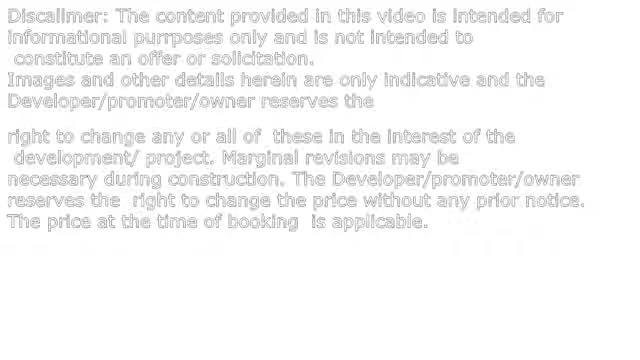 Discalimer: The content provided in this video is intended for
informational purrposes only and is not intended to
constitute an offer or solicitation.
Images and other details herein are only indicative and the
Developer/promoter/owner reserves the
right to change any or all of these in the interest of the
development/ project. Marginal revisions may be
necessary during construction. The Developer/promoter/owner
reserves the right to change the price without any prior notice.
The price at the time of booking is applicable.